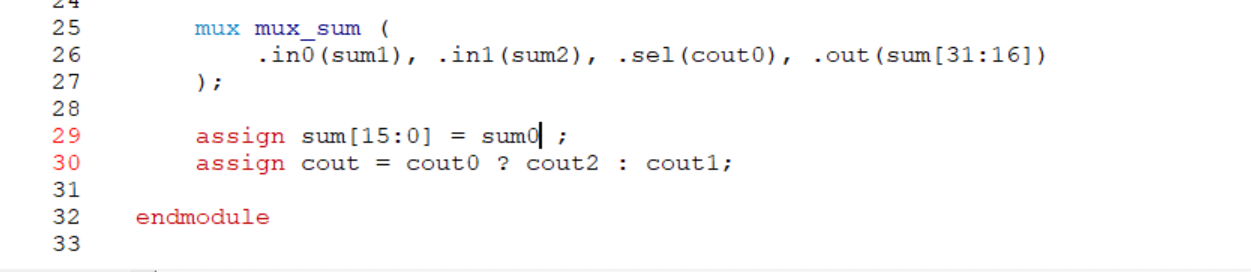 24
25 mux mux_sum (
26 .in0(sum1), .in1(sum2), .sel(cout0), .out(sum[31:16])
27 );
28
29 assign sum[15:0] = sum0 ;
30 assign cout = cout0 ? cout2 : cout1;
31
32 endmodule
33